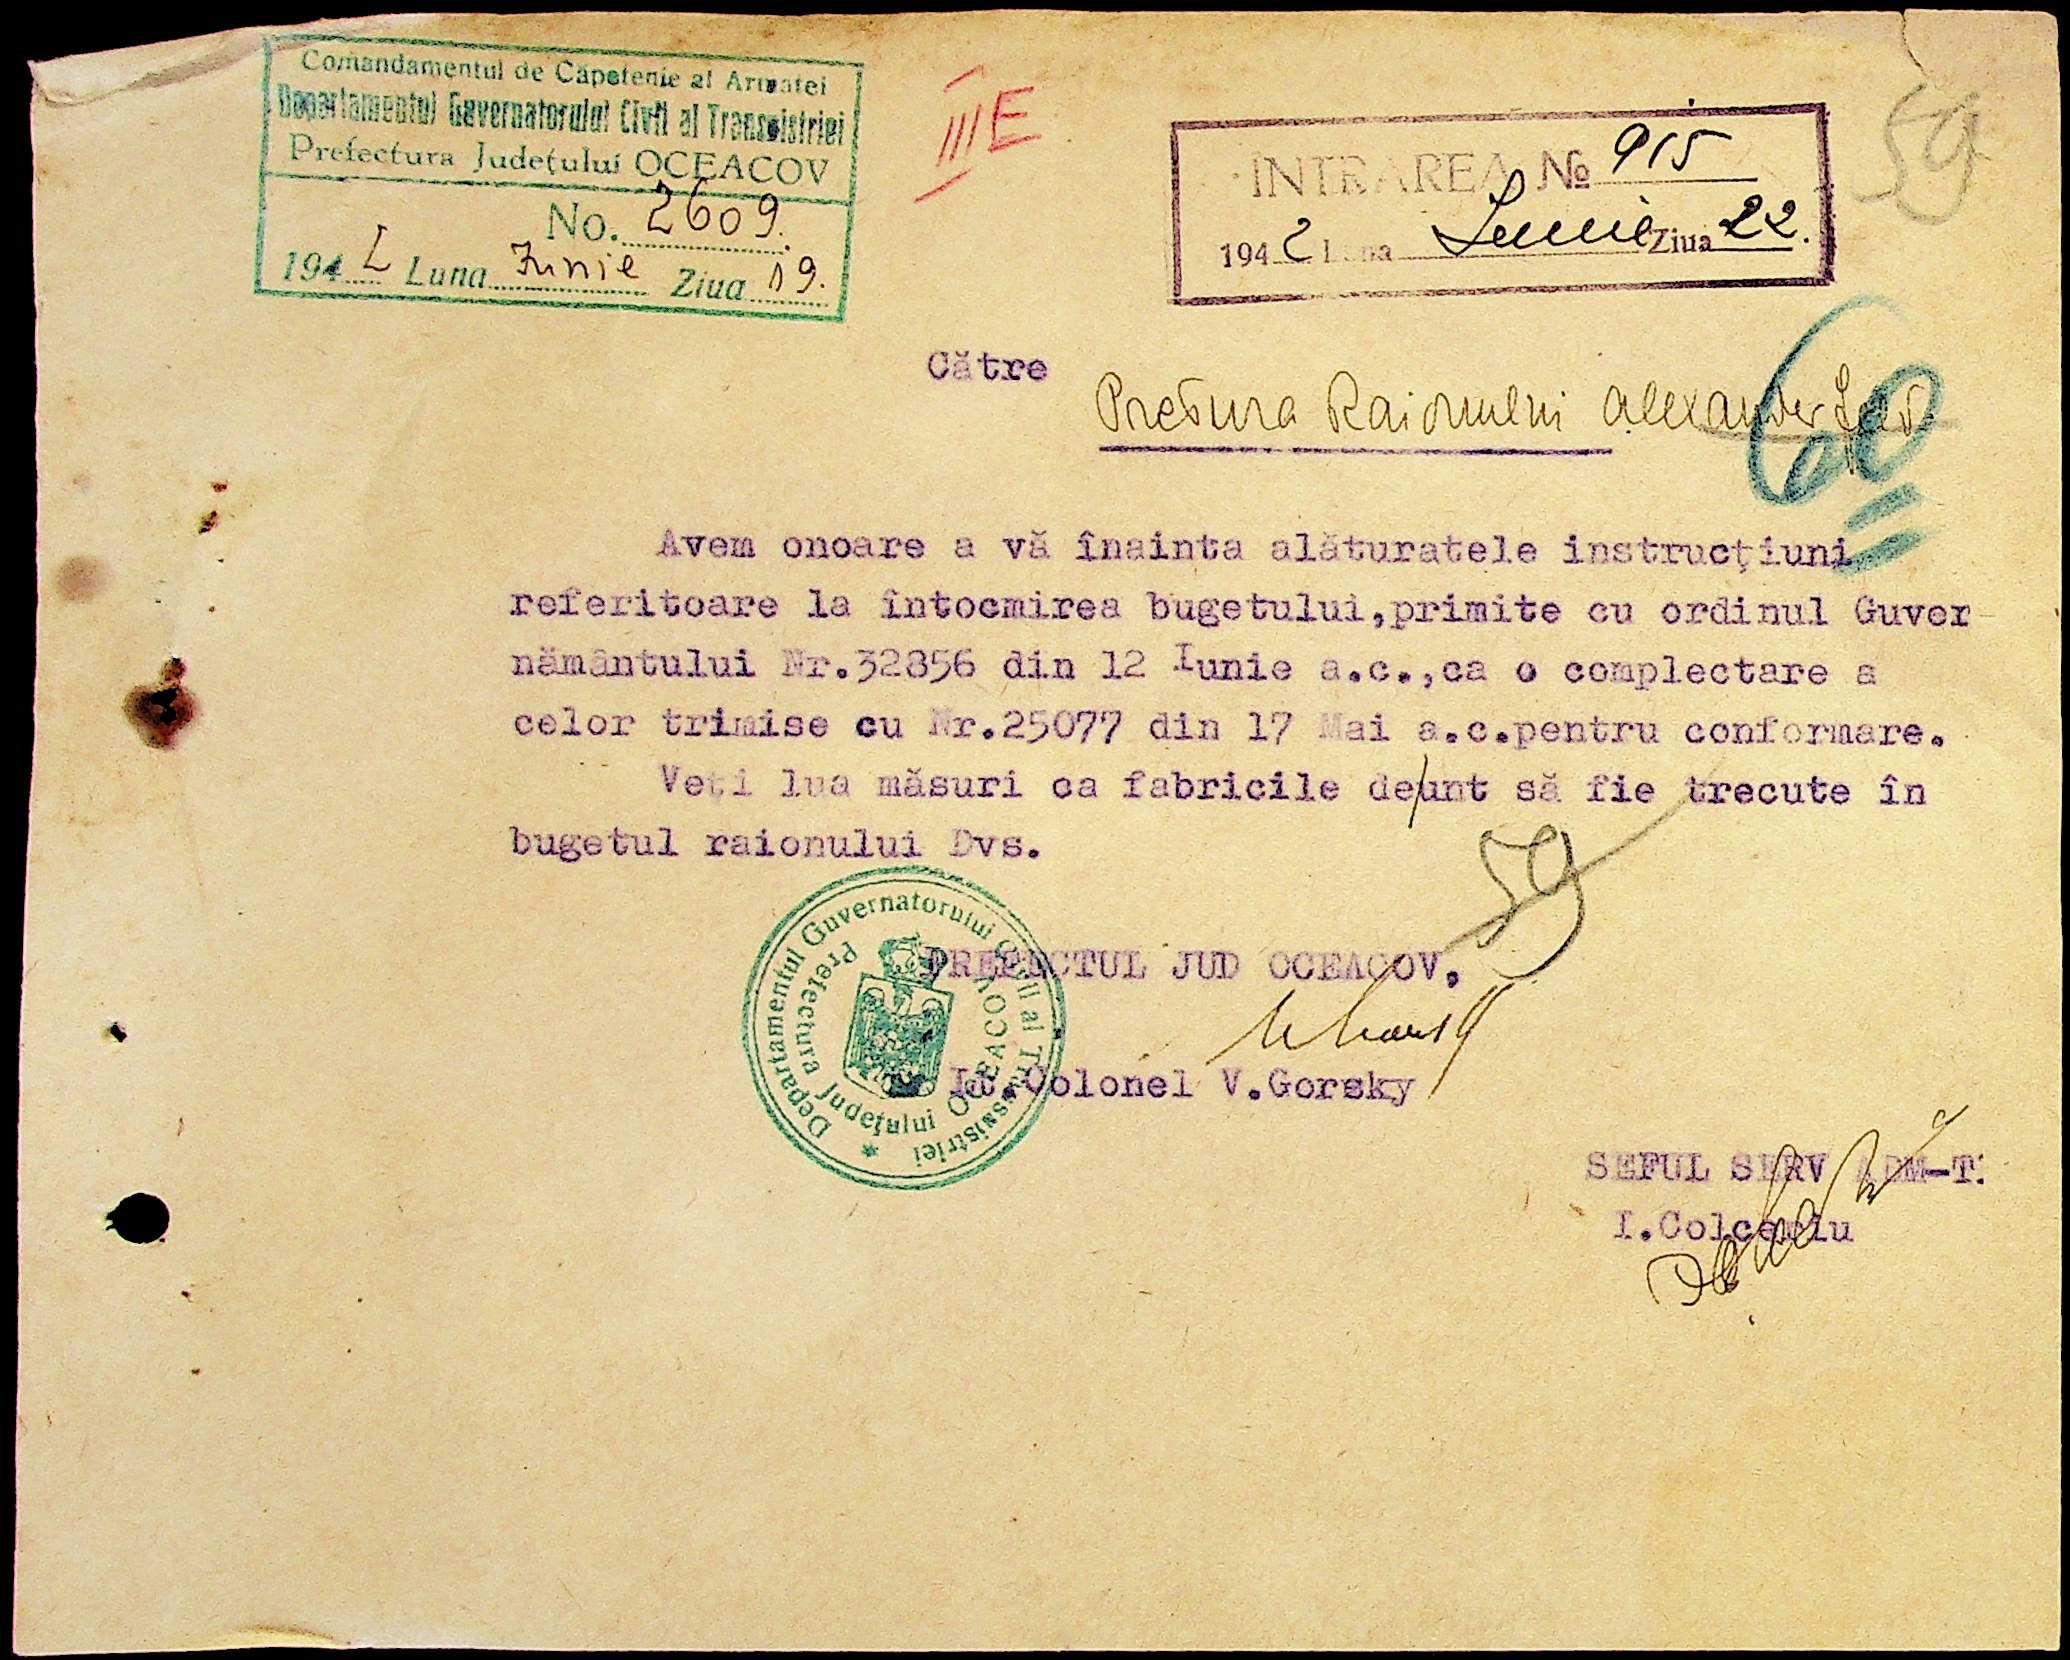 Comandamentul de Capetenie al Armatei
Departamentul Guvernatorului Civil al Transnistriei
Prefectura Județului OCEACOV
No. 2609.
1942 Luna Iunie Ziua 19.
III E
INTRAREA No 915
1942 Luna Iunie Ziua 22.
59
Către
Pretura Raionului Alexanderfeld
60
Avem onoare a vă înainta alăturatele instrucțiuni
referitoare la întocmirea bugetului,primite cu ordinul Guver-
nământului Nr.32856 din 12 Iunie a.c.,ca o complectare a
celor trimise cu Nr.25077 din 17 Mai a.c.pentru conformare.
Veți lua măsuri ca fabricile de unt să fie trecute în
bugetul raionului Dvs.
59
PREFECTUL JUD OCEACOV,
Lt.Colonel V.Gorsky
Departamentul Guvernatorului Civil al Transnistriei
Prefectura Județului OCEACOV
SEFUL SERV ADM-T.
I.Colceriu